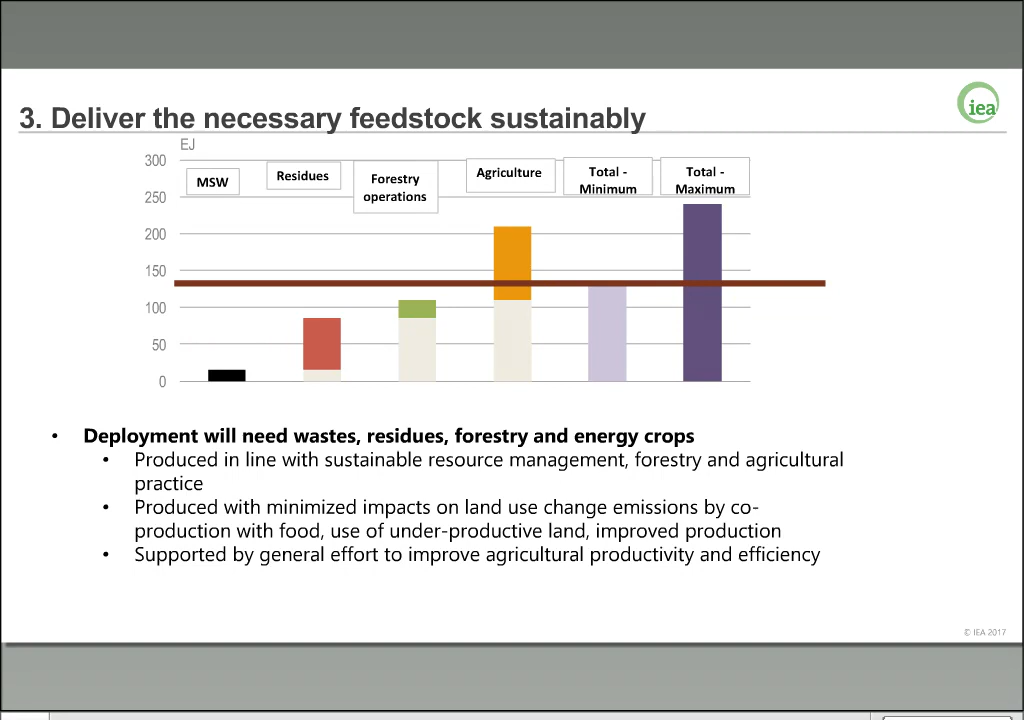 3. Deliver the necessary feedstock sustainably
iea
EJ
300
250
200
150
100
50
0
MSW
Residues
Forestry
operations
Agriculture
Total -
Minimum
Total -
Maximum
• Deployment will need wastes, residues, forestry and energy crops
• Produced in line with sustainable resource management, forestry and agricultural
practice
• Produced with minimized impacts on land use change emissions by co-
production with food, use of under-productive land, improved production
• Supported by general effort to improve agricultural productivity and efficiency
© IEA 2017